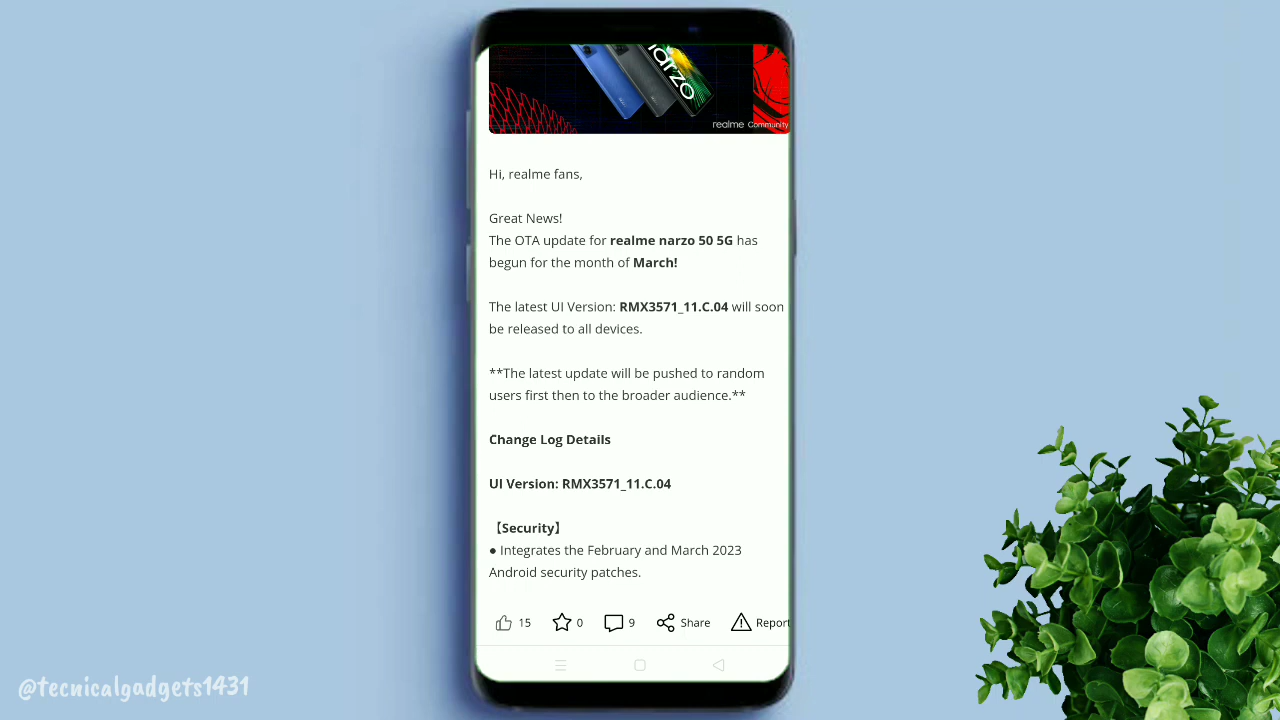 narzo
realme Community
Hi, realme fans,
Great News!
The OTA update for realme narzo 50 5G has
begun for the month of March!
The latest UI Version: RMX3571_11.C.04 will soon
be released to all devices.
**The latest update will be pushed to random
users first then to the broader audience.**
Change Log Details
UI Version: RMX3571_11.C.04
【Security】
● Integrates the February and March 2023
Android security patches.
15 0 9 Share Report
@tecnicalgadgets1431